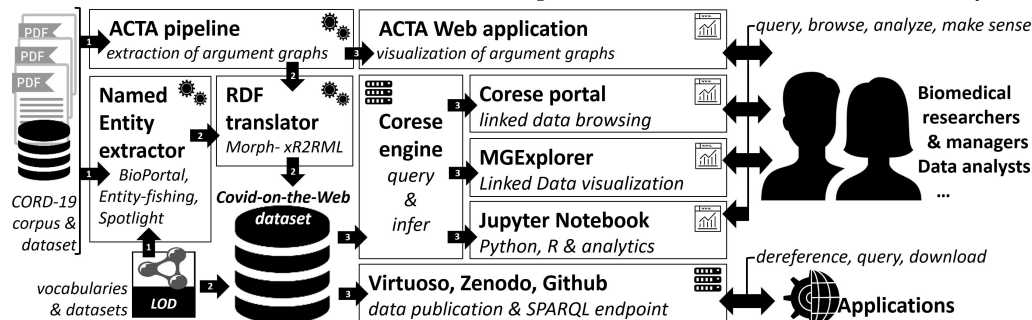 PDF
PDF
PDF
CORD-19
corpus &
dataset
1
ACTA pipeline
extraction of argument graphs
3
ACTA Web application
visualization of argument graphs
query, browse, analyze, make sense
2
1
Named
Entity
extractor
BioPortal,
Entity-fishing,
Spotlight
2
RDF
translator
Morph- xR2RML
2
Covid-on-the-Web
dataset
1
vocabularies
& datasets
LOD
2
3
Corese
engine
query
&
infer
3
Corese portal
linked data browsing
3
MGExplorer
Linked Data visualization
3
Jupyter Notebook
Python, R & analytics
Biomedical
researchers
& managers
Data analysts
...
3
Virtuoso, Zenodo, Github
data publication & SPARQL endpoint
dereference, query, download
Applications